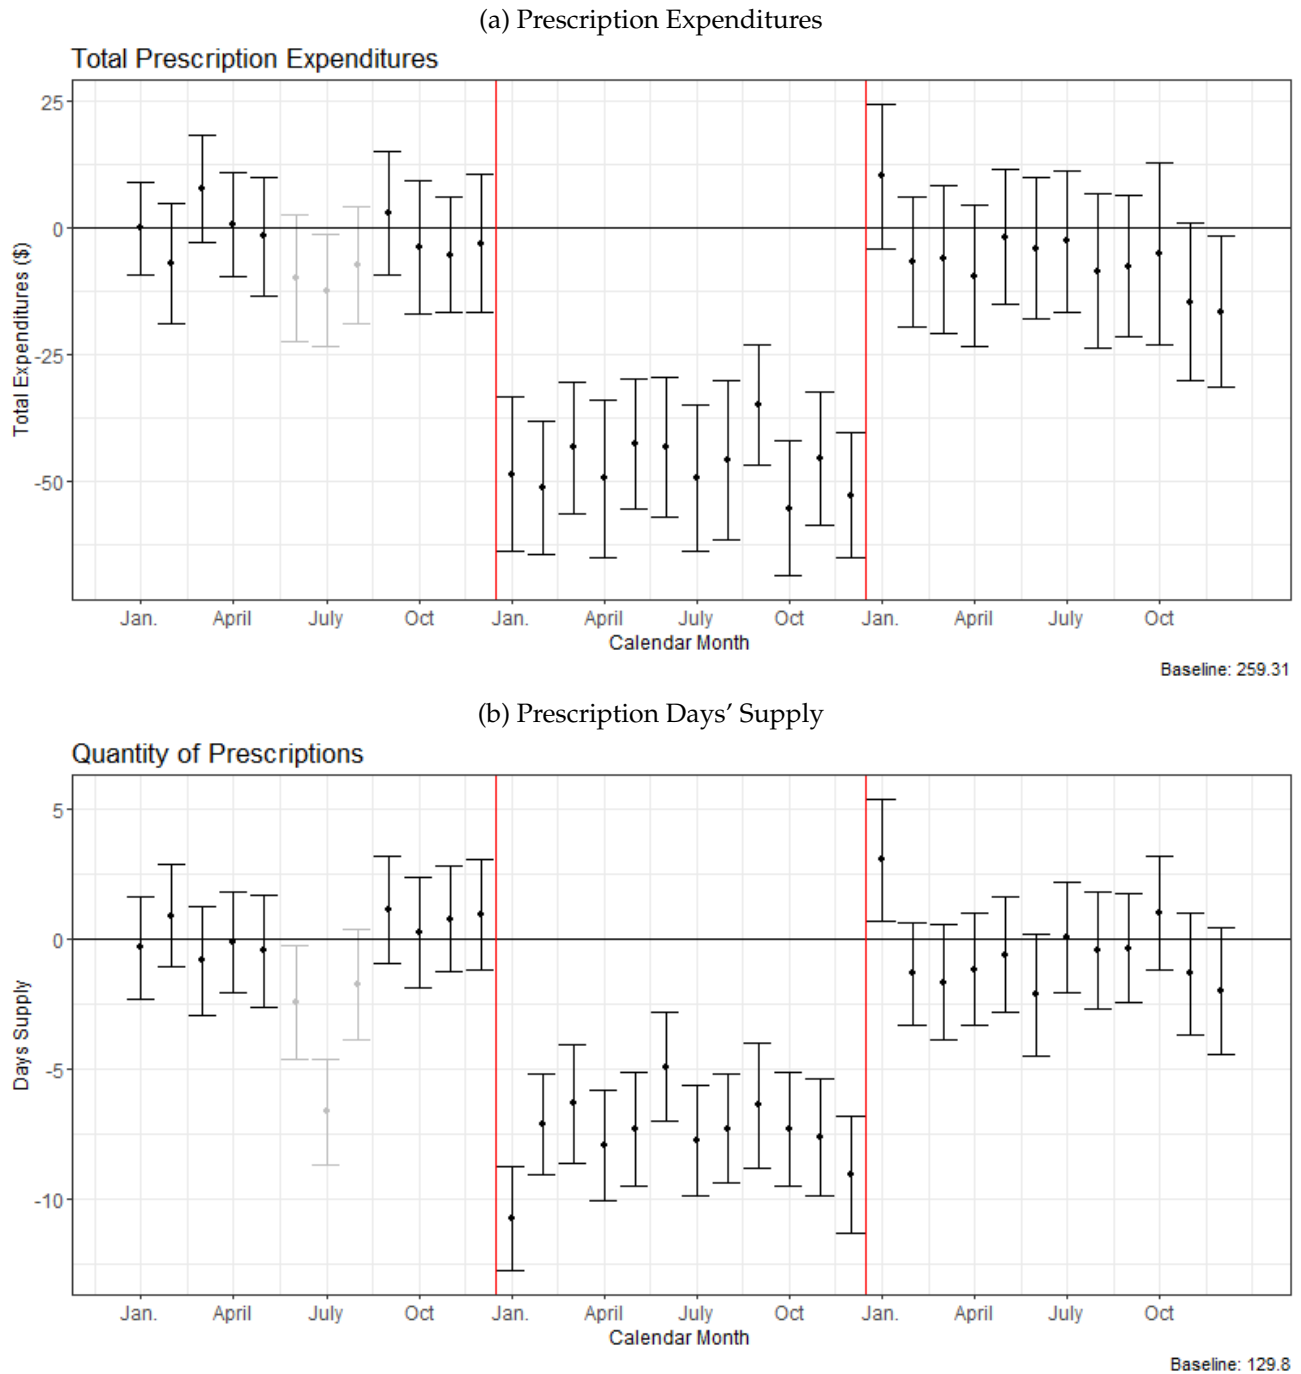 (a) Prescription Expenditures
Total Prescription Expenditures
Total Expenditures ($)
25
0
-25
-50
Jan. April July Oct Jan. April July Oct Jan. April July Oct
Calendar Month
Baseline: 259.31
(b) Prescription Days’ Supply
Quantity of Prescriptions
Days Supply
5
0
-5
-10
Jan. April July Oct Jan. April July Oct Jan. April July Oct
Calendar Month
Baseline: 129.8